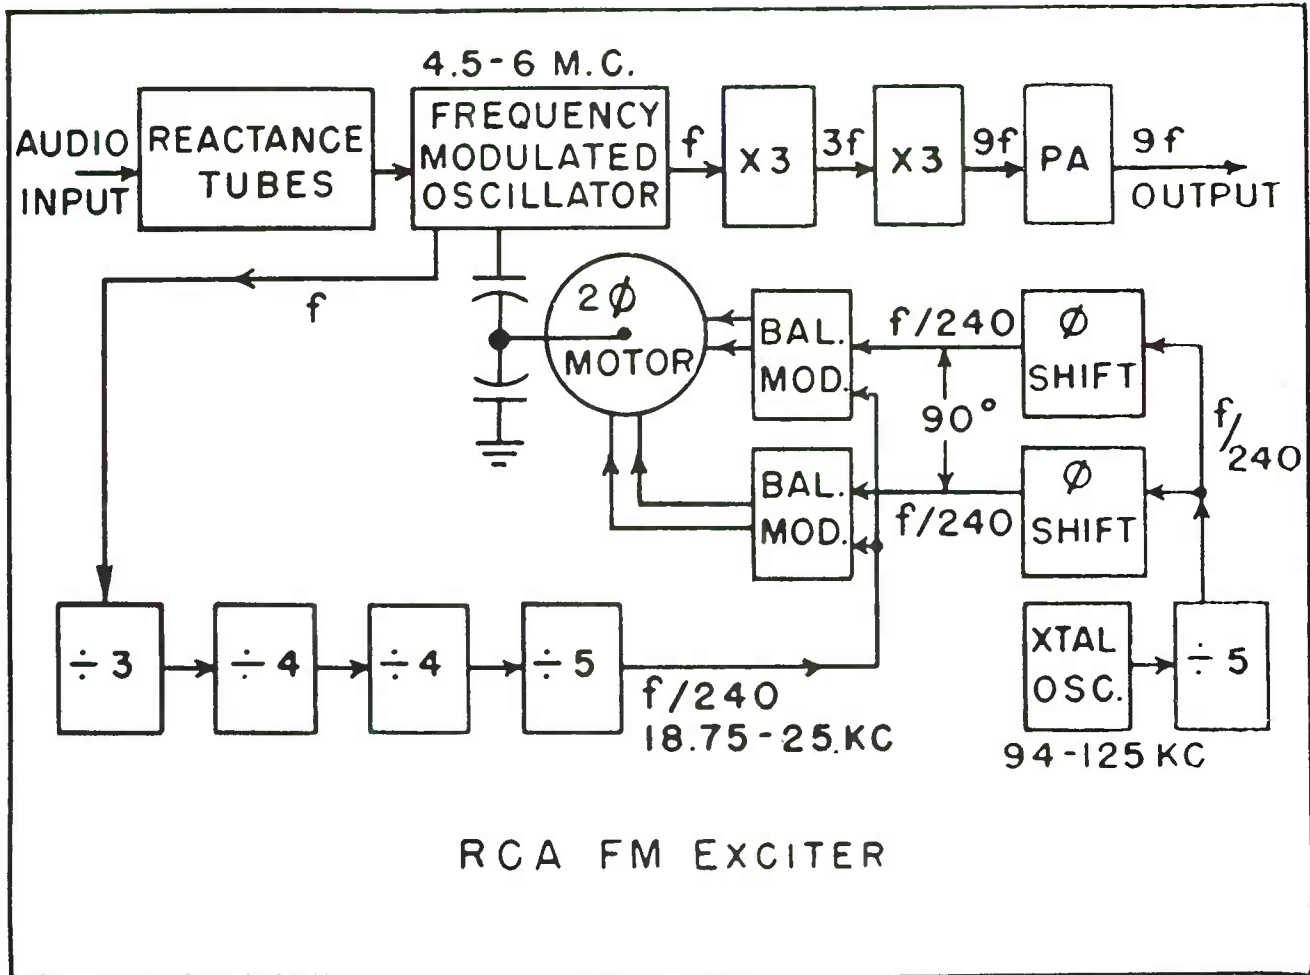 4.5-6 M.C.
AUDIO
INPUT
REACTANCE
TUBES
FREQUENCY
MODULATED
OSCILLATOR
f
X3
3f
X3
9f
PA
9f
OUTPUT
f
2Ø
MOTOR
BAL.
MOD.
f/240
Ø
SHIFT
90°
f/
240
BAL.
MOD.
f/240
Ø
SHIFT
÷3
÷4
÷4
÷5
f/240
18.75-25.KC
XTAL
OSC.
÷5
94-125 KC
RCA FM EXCITER